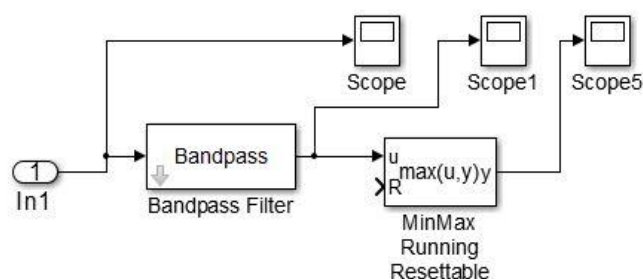 Scope
Scope1
Scope5
1
In1
Bandpass
Bandpass Filter
u
R
max(u,y)
y
MinMax
Running
Resettable